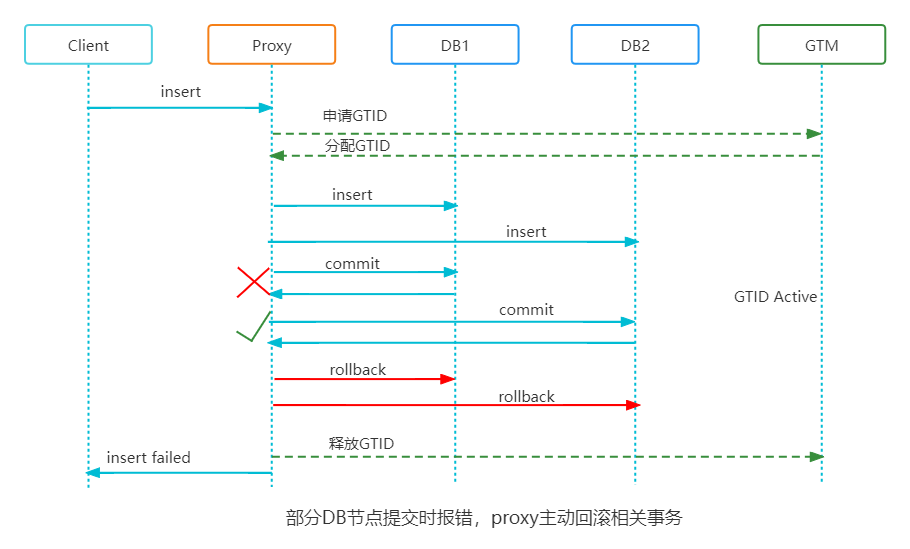 Client
Proxy
DB1
DB2
GTM
insert
申请GTID
分配GTID
insert
insert
commit
GTID Active
commit
rollback
rollback
释放GTID
insert failed
部分DB节点提交时报错，proxy主动回滚相关事务